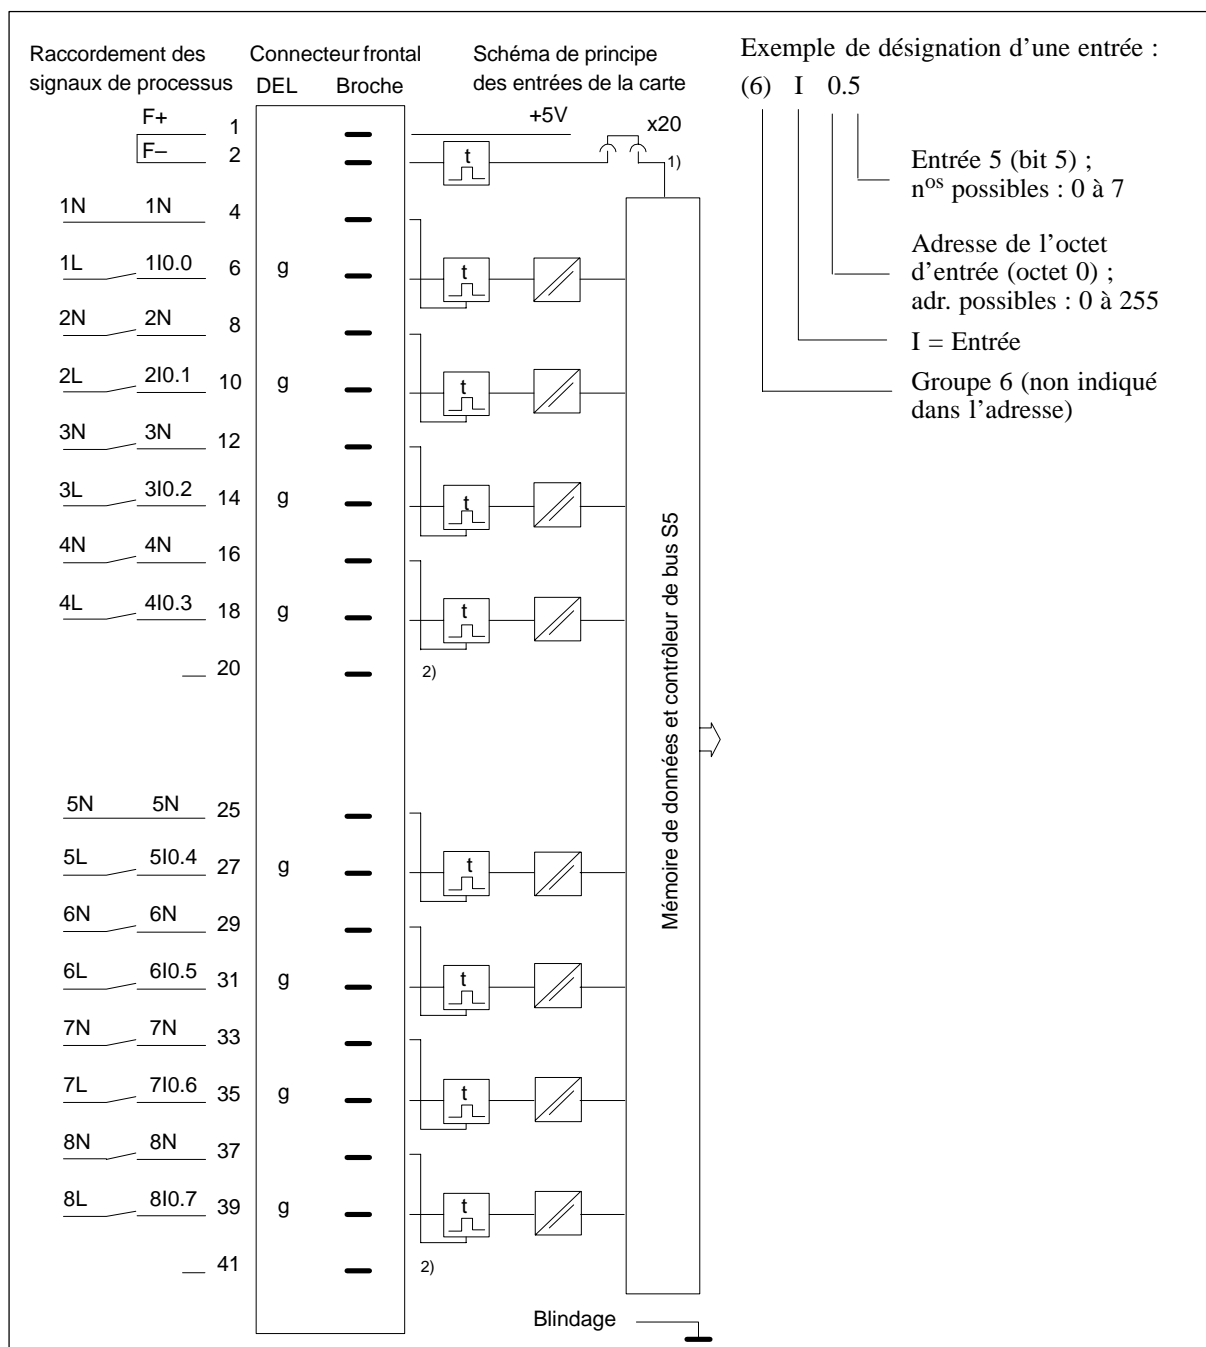 Raccordement des
signaux de processus
Connecteur frontal
DEL Broche
Schéma de principe
des entrées de la carte
F+ 1 +5V x20
F– 2 t 1)
1N 1N 4
1L 1I0.0 6 g t
2N 2N 8
2L 2I0.1 10 g t
3N 3N 12
3L 3I0.2 14 g t
4N 4N 16
4L 4I0.3 18 g t
20 2)
5N 5N 25
5L 5I0.4 27 g t
6N 6N 29
6L 6I0.5 31 g t
7N 7N 33
7L 7I0.6 35 g t
8N 8N 37
8L 8I0.7 39 g t
41 2)
Mémoire de données et contrôleur de bus S5
Blindage
Exemple de désignation d’une entrée :
(6) I 0.5
Entrée 5 (bit 5) ;
nos possibles : 0 à 7
Adresse de l’octet
d’entrée (octet 0) ;
adr. possibles : 0 à 255
I = Entrée
Groupe 6 (non indiqué
dans l’adresse)